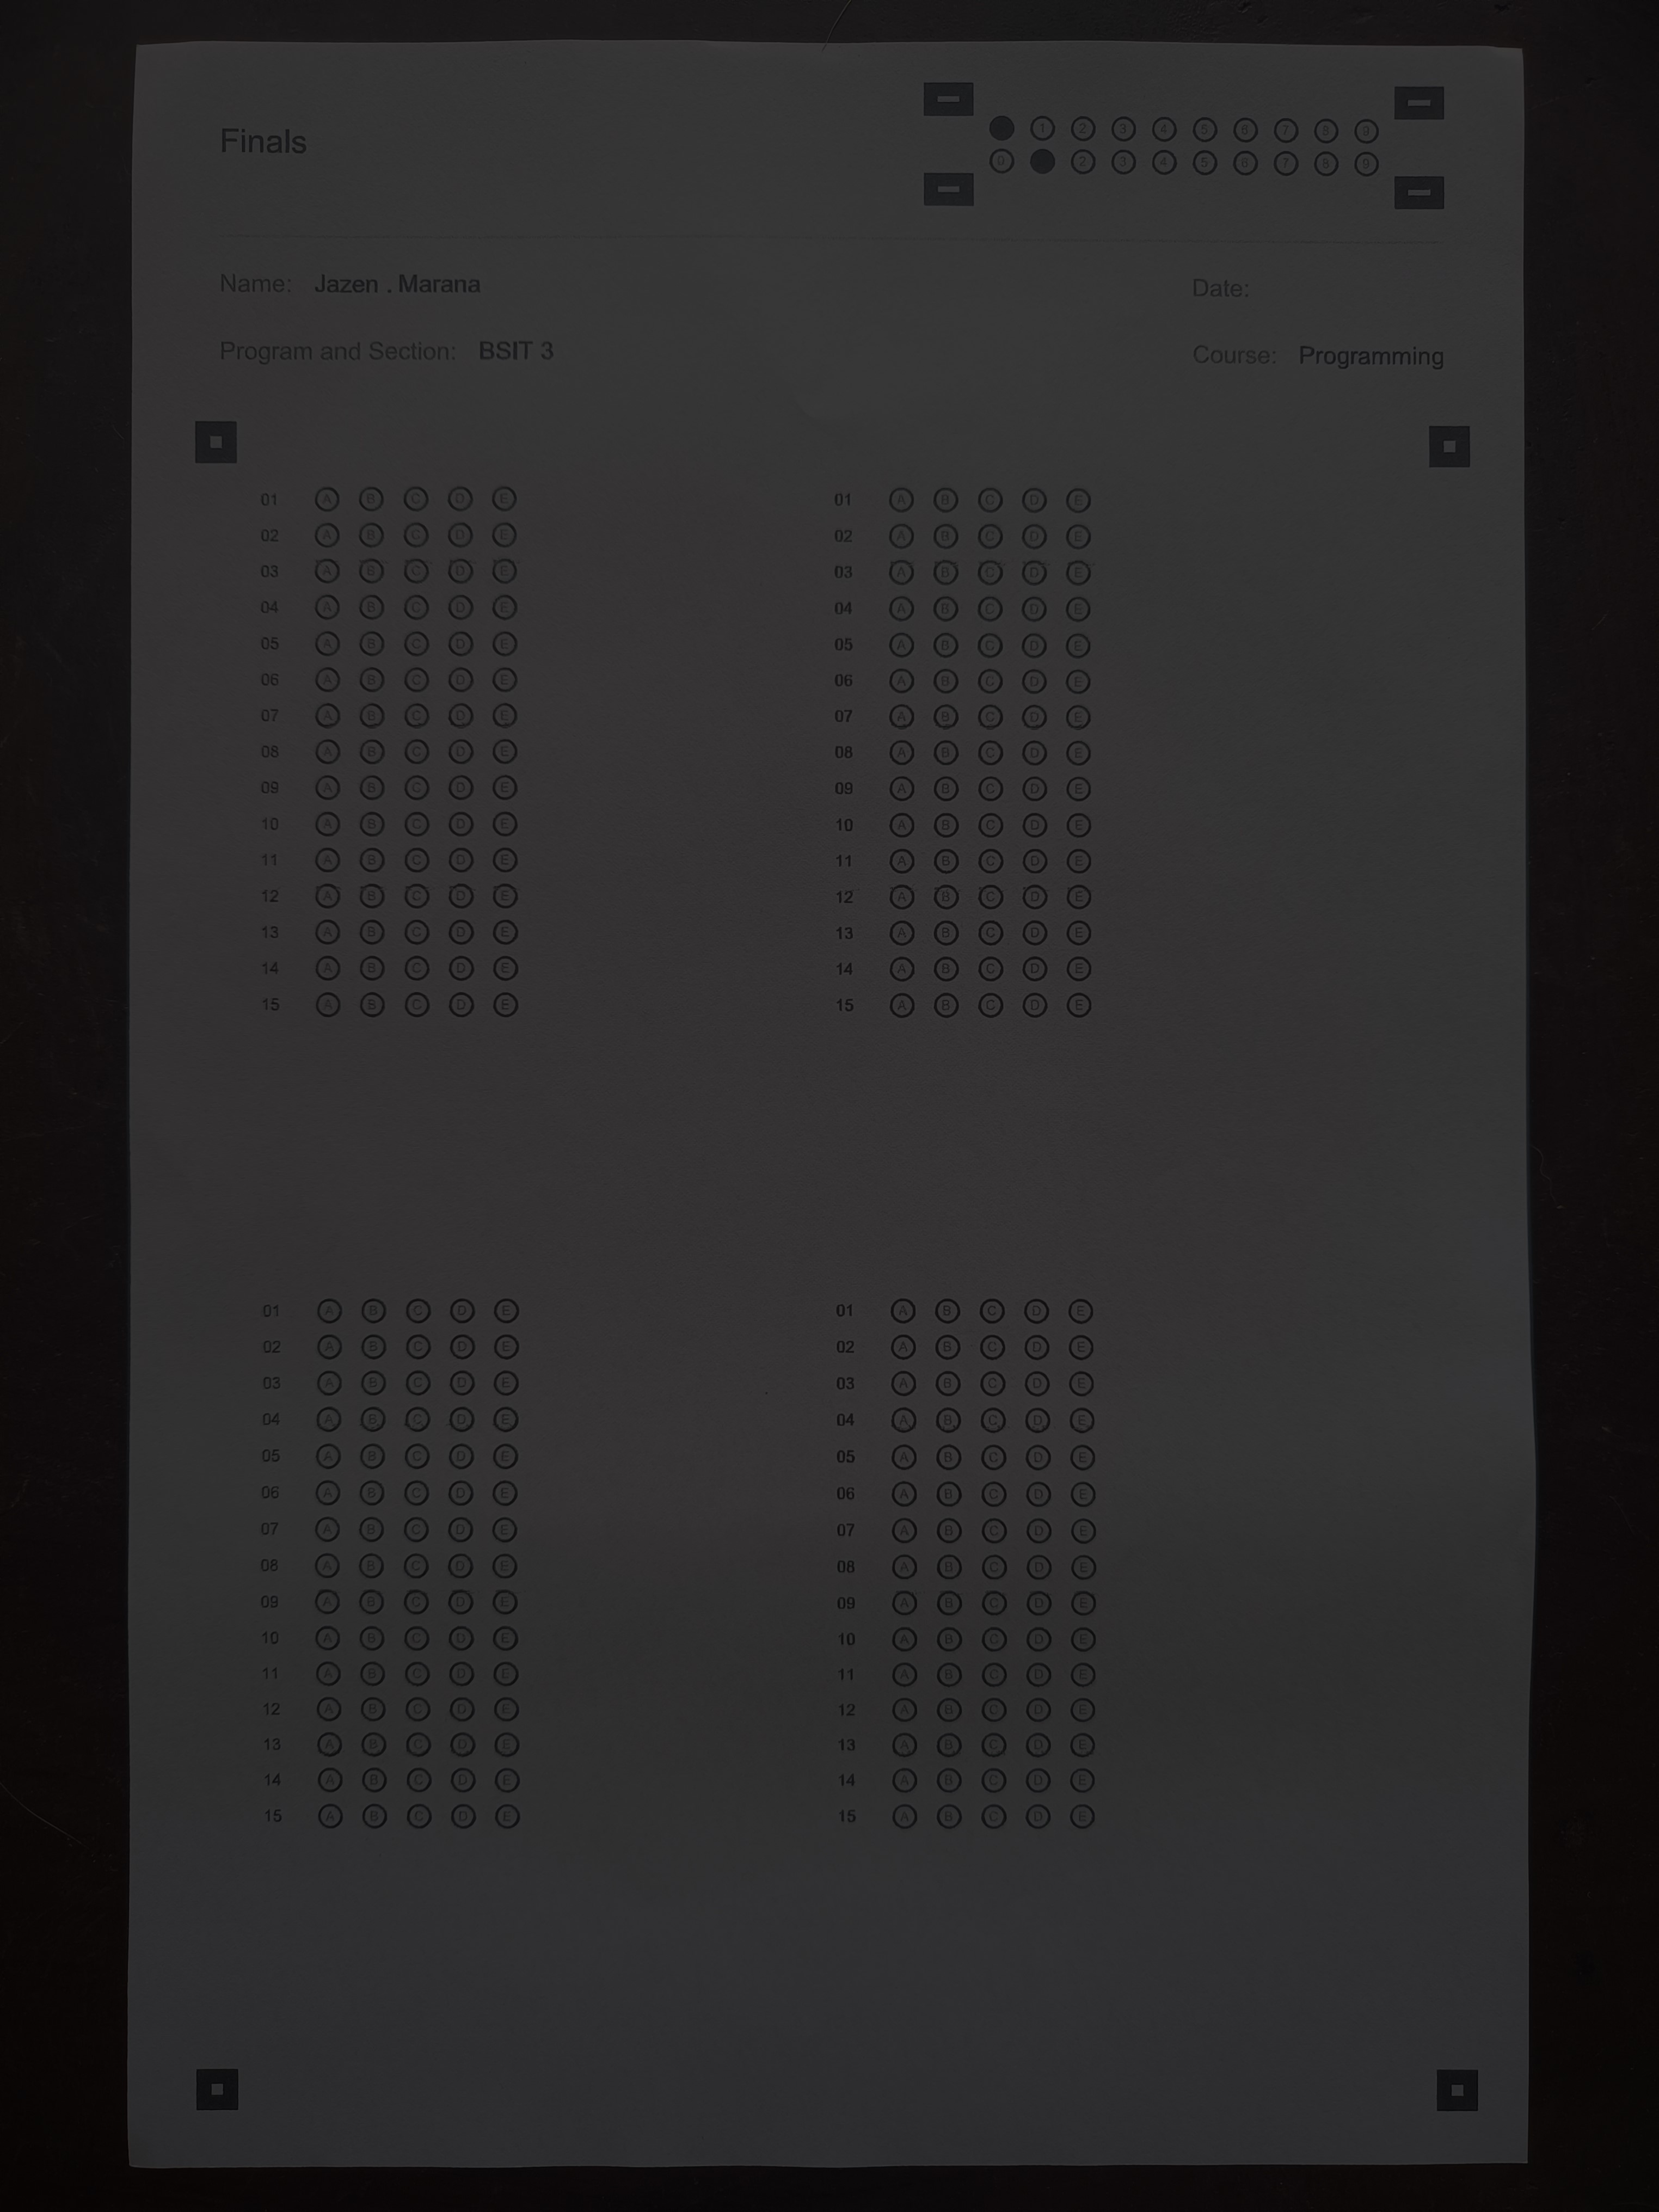 Finals
1 2 3 4 5 6 7 8 9
0 2 3 4 5 6 7 8 9
Name: Jazen . Marana
Date:
Program and Section: BSIT 3
Course: Programming
01 A B C D E
02 A B C D E
03 A B C D E
04 A B C D E
05 A B C D E
06 A B C D E
07 A B C D E
08 A B C D E
09 A B C D E
10 A B C D E
11 A B C D E
12 A B C D E
13 A B C D E
14 A B C D E
15 A B C D E
01 A B C D E
02 A B C D E
03 A B C D E
04 A B C D E
05 A B C D E
06 A B C D E
07 A B C D E
08 A B C D E
09 A B C D E
10 A B C D E
11 A B C D E
12 A B C D E
13 A B C D E
14 A B C D E
15 A B C D E
01 A B C D E
02 A B C D E
03 A B C D E
04 A B C D E
05 A B C D E
06 A B C D E
07 A B C D E
08 A B C D E
09 A B C D E
10 A B C D E
11 A B C D E
12 A B C D E
13 A B C D E
14 A B C D E
15 A B C D E
01 A B C D E
02 A B C D E
03 A B C D E
04 A B C D E
05 A B C D E
06 A B C D E
07 A B C D E
08 A B C D E
09 A B C D E
10 A B C D E
11 A B C D E
12 A B C D E
13 A B C D E
14 A B C D E
15 A B C D E